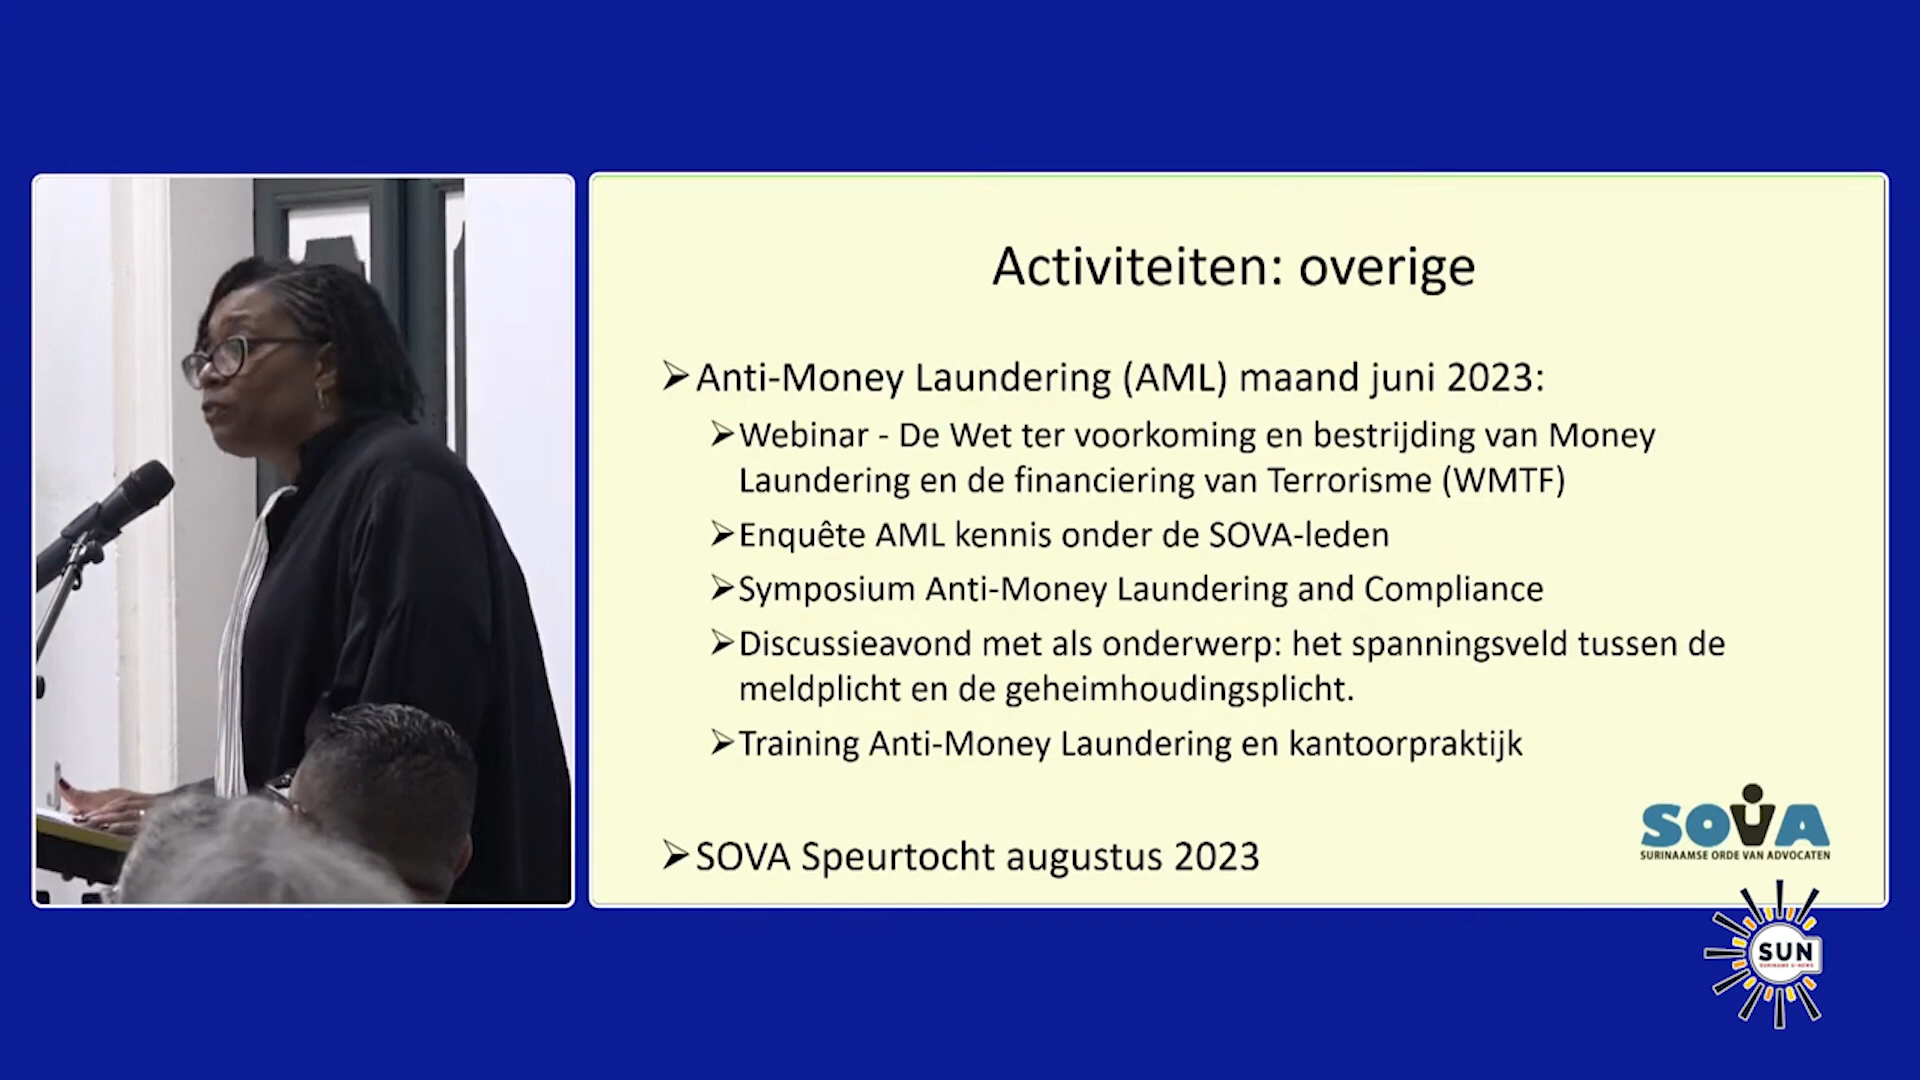 Activiteiten: overige
➢Anti-Money Laundering (AML) maand juni 2023:
➢Webinar - De Wet ter voorkoming en bestrijding van Money
Laundering en de financiering van Terrorisme (WMTF)
➢Enquête AML kennis onder de SOVA-leden
➢Symposium Anti-Money Laundering and Compliance
➢Discussieavond met als onderwerp: het spanningsveld tussen de
meldplicht en de geheimhoudingsplicht.
➢Training Anti-Money Laundering en kantoorpraktijk
➢SOVA Speurtocht augustus 2023
SOVA
SURINAAMSE ORDE VAN ADVOCATEN
SUN